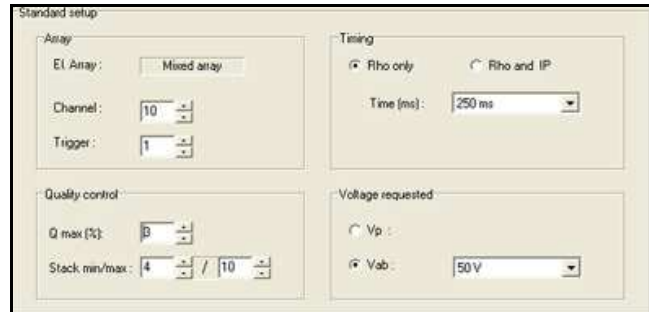 Standard setup
Array
El. Array : Mixed array
Channel : 10
Trigger : 1
Timing
Rho only Rho and IP
Time (ms) : 250 ms
Quality control
Q max (%): 3
Stack min/max : 4 / 10
Voltage requested
Vp :
Vab : 50 V